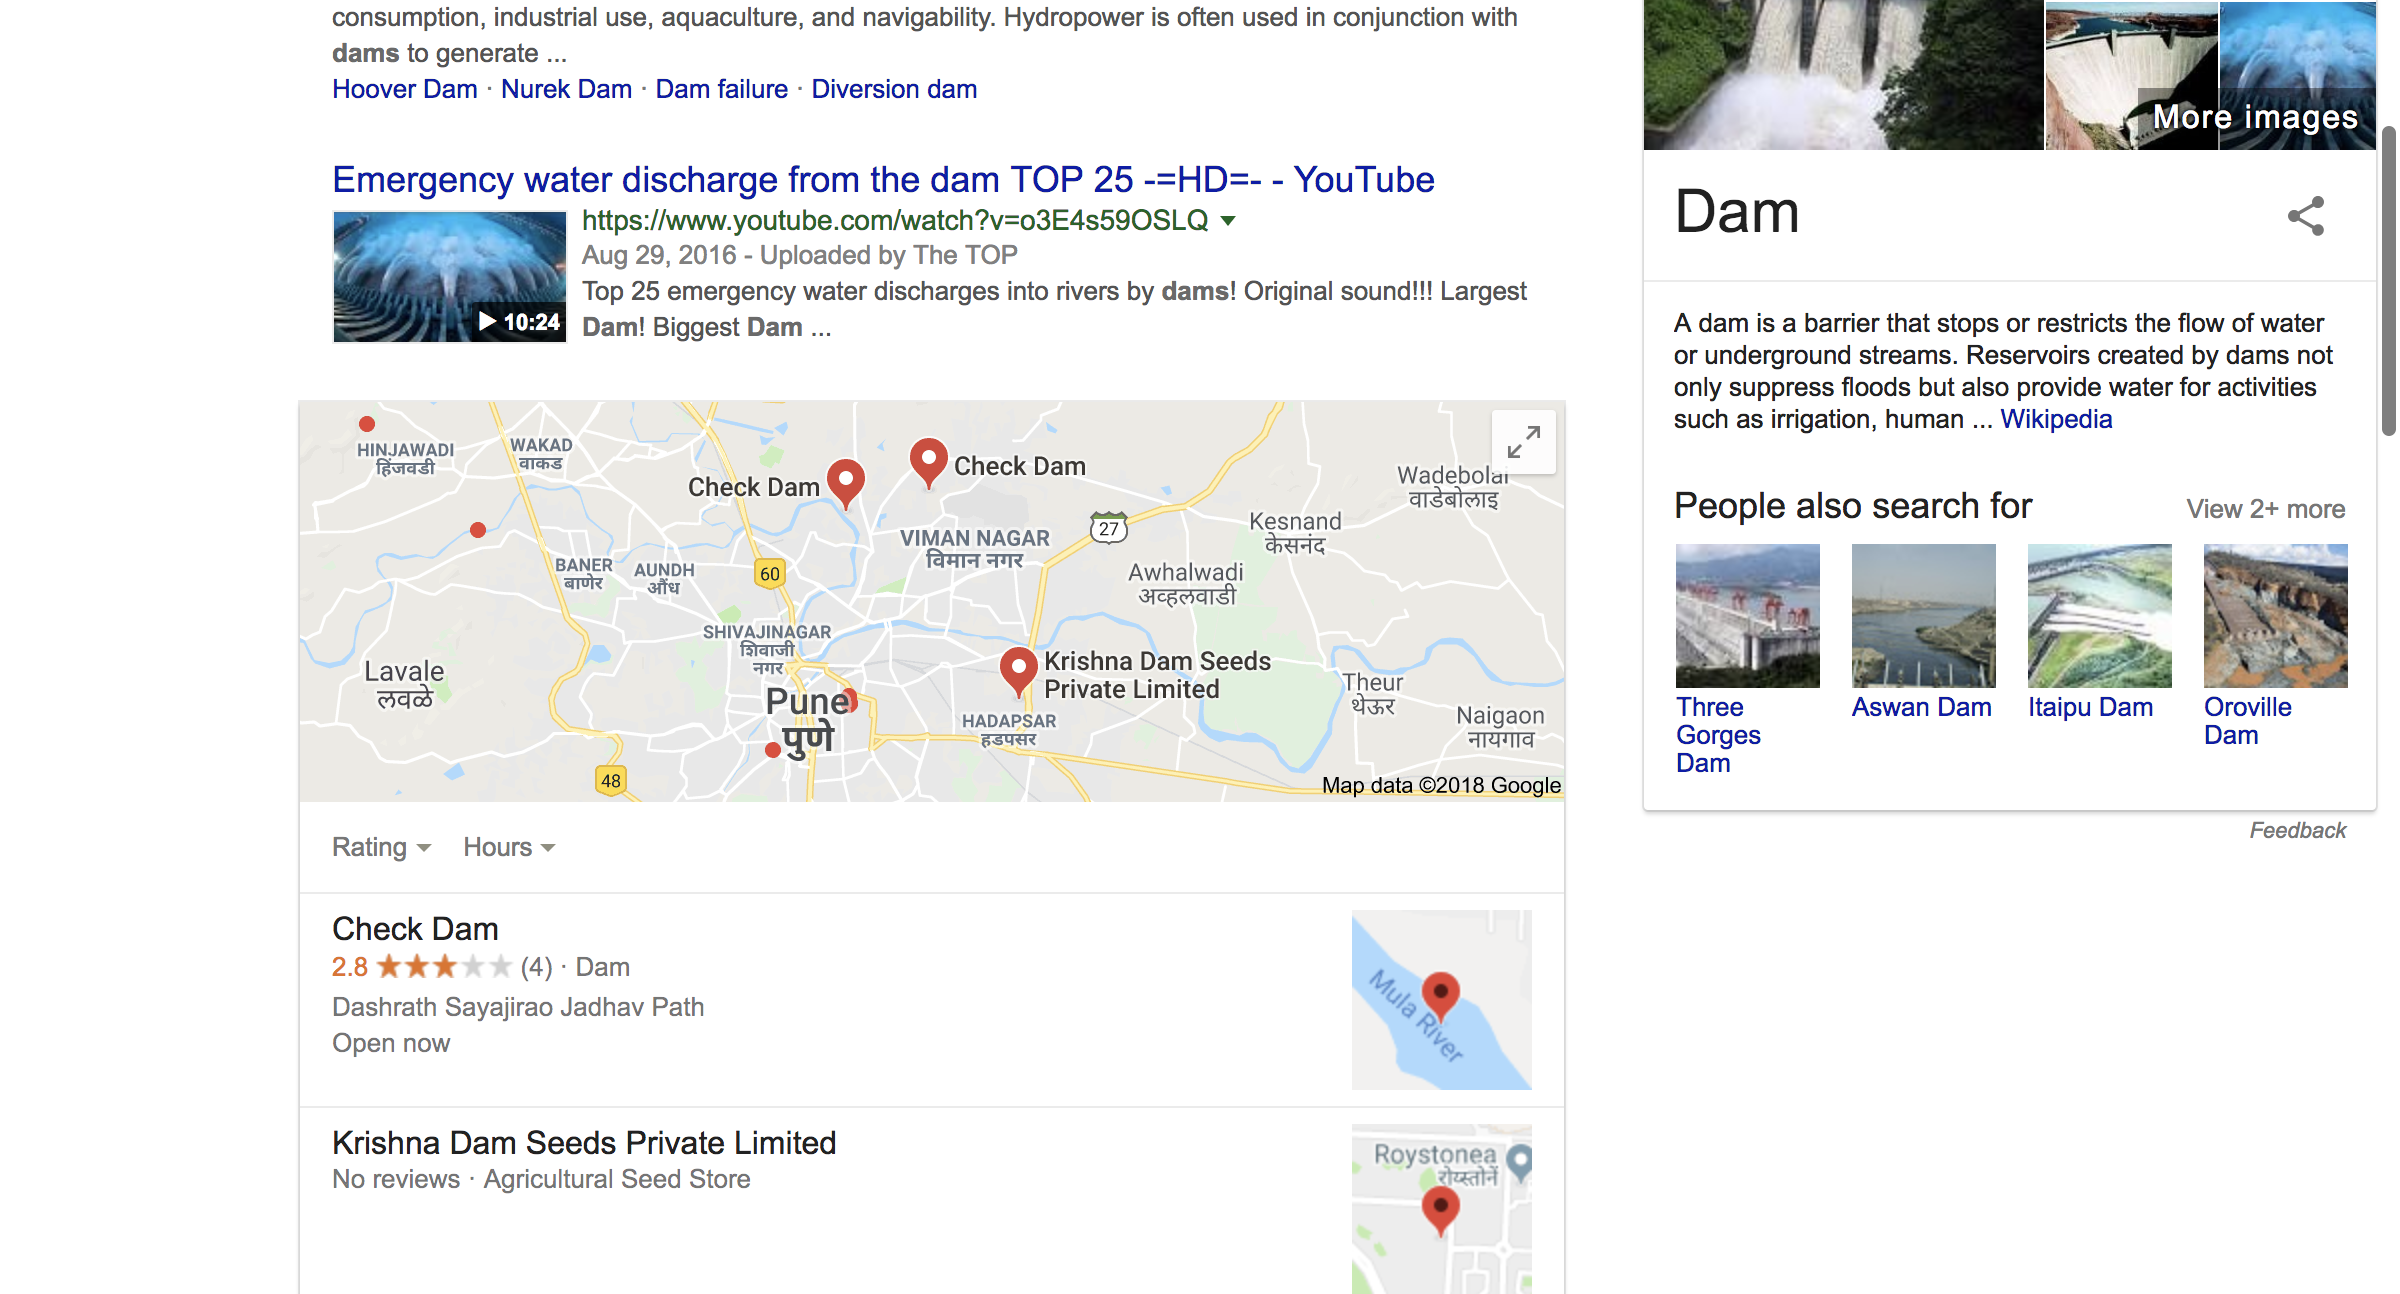 consumption, industrial use, aquaculture, and navigability. Hydropower is often used in conjunction with
dams to generate ...
Hoover Dam · Nurek Dam · Dam failure · Diversion dam
Emergency water discharge from the dam TOP 25 -=HD=- - YouTube
https://www.youtube.com/watch?v=o3E4s59OSLQ
Aug 29, 2016 - Uploaded by The TOP
Top 25 emergency water discharges into rivers by dams! Original sound!!! Largest
Dam! Biggest Dam ...
10:24
HINJAWADI
हिंजवडी
WAKAD
वाकड
Check Dam
Check Dam
Wadebolai
वाडेबोलाइ
VIMAN NAGAR
विमान नगर
27
Kesnand
केसनंद
BANER
बाणेर
AUNDH
औंध
60
Awhalwadi
अव्हलवाडी
SHIVAJINAGAR
शिवाजी
नगर
Lavale
लवळे
Krishna Dam Seeds
Private Limited
Theur
थेऊर
Pune
पुणे
HADAPSAR
हडपसर
Naigaon
नायगाव
48
Map data ©2018 Google
Rating
Hours
Check Dam
2.8 (4) · Dam
Dashrath Sayajirao Jadhav Path
Open now
Mula River
Krishna Dam Seeds Private Limited
No reviews · Agricultural Seed Store
Roystonea
रोय्स्तोनें
More images
Dam
A dam is a barrier that stops or restricts the flow of water
or underground streams. Reservoirs created by dams not
only suppress floods but also provide water for activities
such as irrigation, human ... Wikipedia
People also search for
View 2+ more
Three
Gorges
Dam
Aswan Dam
Itaipu Dam
Oroville
Dam
Feedback